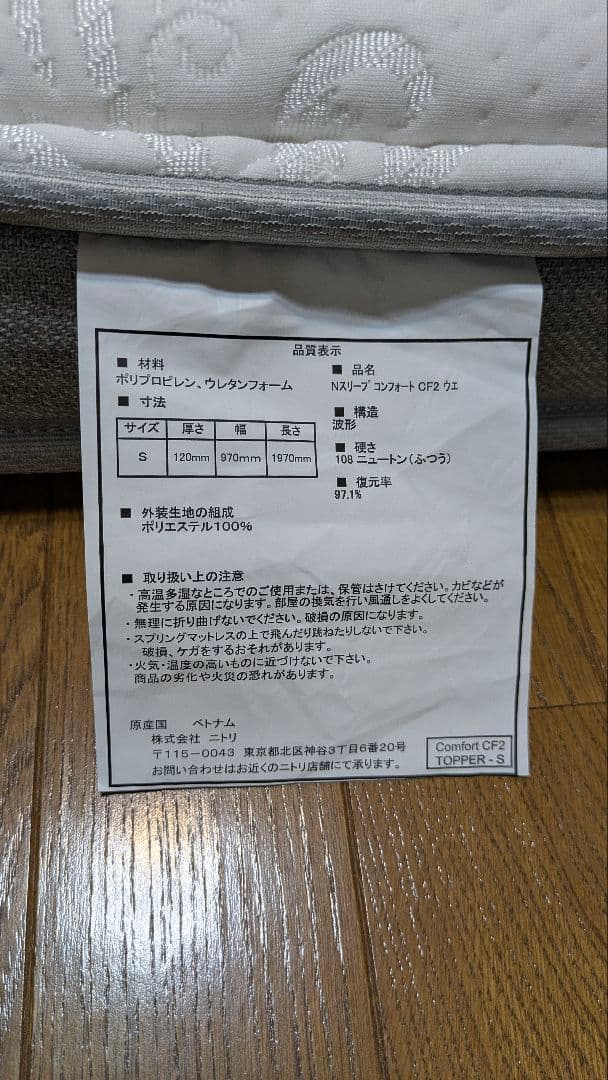 品質表示
■ 材料
ポリプロピレン、ウレタンフォーム
■ 寸法
サイズ 厚さ 幅 長さ
S 120mm 970mm 1970mm
■ 品名
Nスリープ コンフォート CF2 ウエ
■ 構造
波形
■ 硬さ
108 ニュートン(ふつう)
■ 復元率
97.1%
■ 外装生地の組成
ポリエステル100%
■ 取り扱い上の注意
・高温多湿なところでのご使用または、保管はさけてください。カビなどが
発生する原因になります。部屋の換気を行い風通しをよくしてください。
・無理に折り曲げないでください。破損の原因になります。
・スプリングマットレスの上で飛んだり跳ねたりしないで下さい。
破損、ケガをするおそれがあります。
・火気・温度の高いものに近づけないで下さい。
商品の劣化や火災の恐れがあります。
原産国 ベトナム
株式会社 ニトリ
〒115-0043 東京都北区神谷3丁目6番20号
お問い合わせはお近くのニトリ店舗にて承ります。
Comfort CF2
TOPPER - S